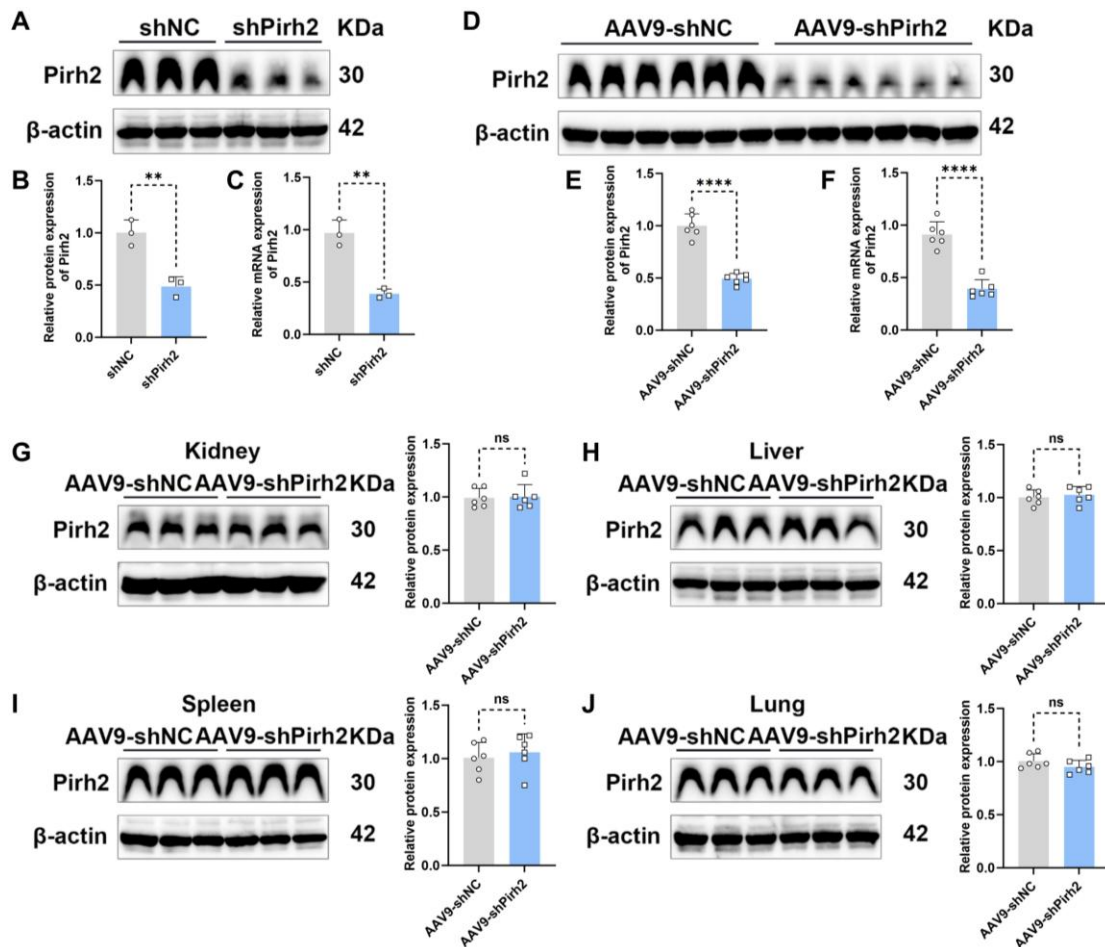 A
shNC shPirh2 KDa
Pirh2 30
β-actin 42
B
Relative protein expression
of Pirh2
1.5
1.0
0.5
0.0
**
shNC
shPirh2
C
Relative mRNA expression
of Pirh2
1.5
1.0
0.5
0.0
**
shNC
shPirh2
D
AAV9-shNC AAV9-shPirh2 KDa
Pirh2 30
β-actin 42
E
Relative protein expression
of Pirh2
1.5
1.0
0.5
0.0
****
AAV9-shNC
AAV9-shPirh2
F
Relative mRNA expression
of Pirh2
1.5
1.0
0.5
0.0
****
AAV9-shNC
AAV9-shPirh2
G
Kidney
AAV9-shNC AAV9-shPirh2 KDa
Pirh2 30
β-actin 42
Relative protein expression
1.5
1.0
0.5
0.0
ns
AAV9-shNC
AAV9-shPirh2
H
Liver
AAV9-shNC AAV9-shPirh2 KDa
Pirh2 30
β-actin 42
Relative protein expression
1.5
1.0
0.5
0.0
ns
AAV9-shNC
AAV9-shPirh2
I
Spleen
AAV9-shNC AAV9-shPirh2 KDa
Pirh2 30
β-actin 42
Relative protein expression
1.5
1.0
0.5
0.0
ns
AAV9-shNC
AAV9-shPirh2
J
Lung
AAV9-shNC AAV9-shPirh2 KDa
Pirh2 30
β-actin 42
Relative protein expression
1.5
1.0
0.5
0.0
ns
AAV9-shNC
AAV9-shPirh2